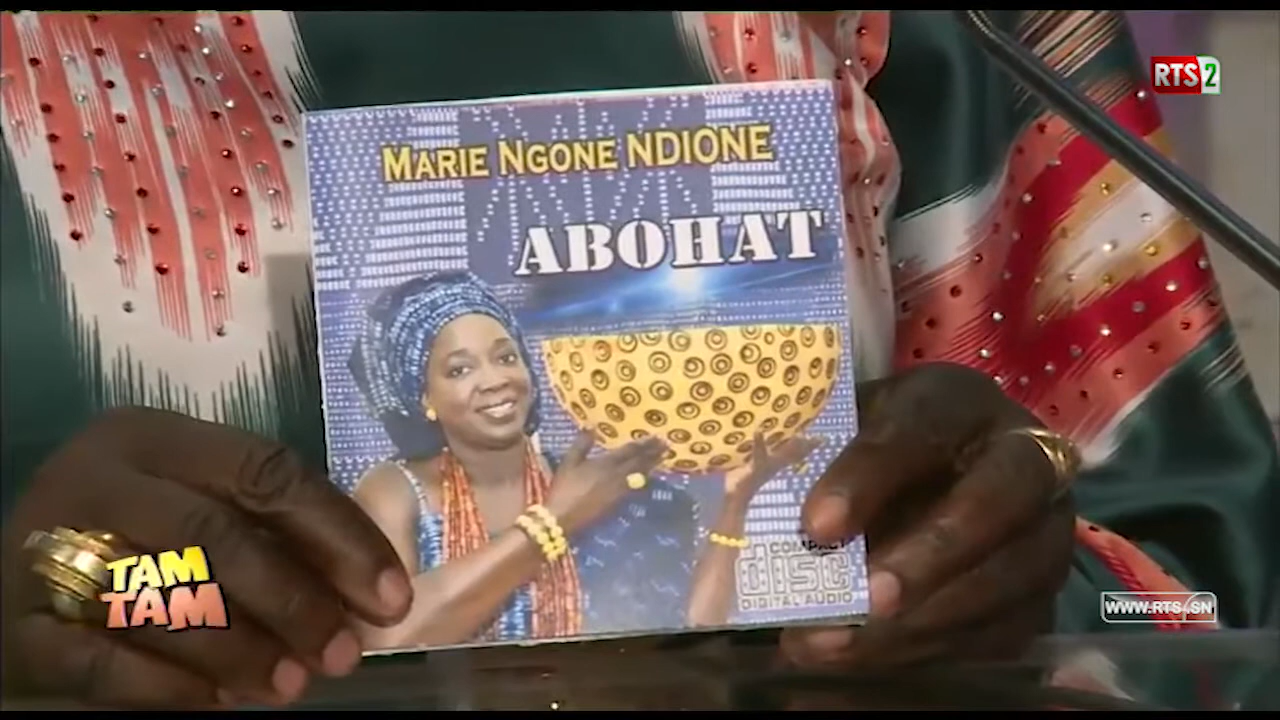 RTS2
MARIE NGONE NDIONE
ABOHAT
COMPACT
disc
DIGITAL AUDIO
TAM
TAM
WWW.RTS.SN